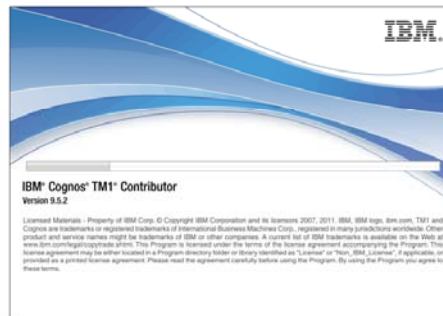 IBM®
IBM® Cognos® TM1® Contributor
Version 9.5.2
Licensed Materials - Property of IBM Corp. © Copyright IBM Corporation and its licensors 2007, 2011. IBM, IBM logo, ibm.com, TM1 and
Cognos are trademarks or registered trademarks of International Business Machines Corp., registered in many jurisdictions worldwide. Other
product and service names might be trademarks of IBM or other companies. A current list of IBM trademarks is available on the Web at
www.ibm.com/legal/copytrade.shtml. This Program is licensed under the terms of the license agreement accompanying the Program. This
license agreement may be either located in a Program directory folder or library identified as "License" or "Non_IBM_License", if applicable, or
provided as a printed license agreement. Please read the agreement carefully before using the Program. By using the Program you agree to
these terms.